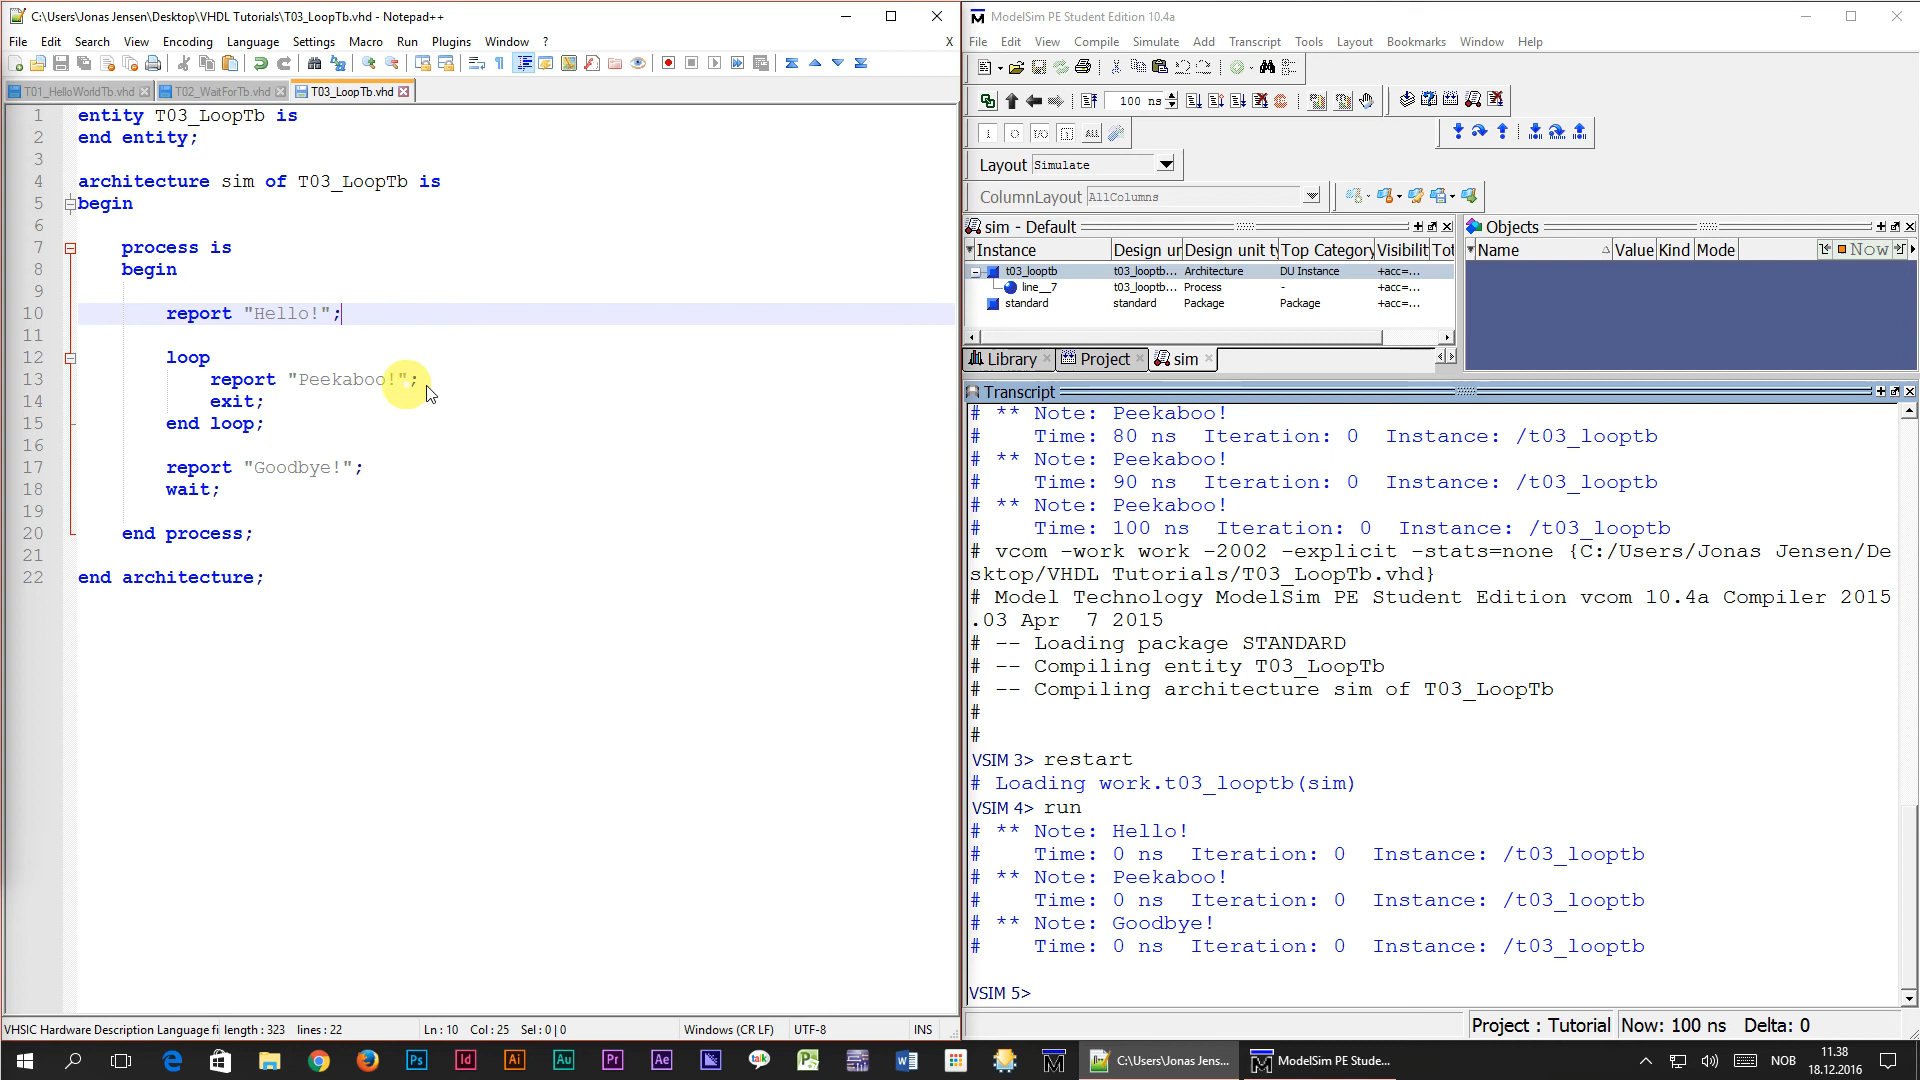 C:\Users\Jonas Jensen\Desktop\VHDL Tutorials\T03_LoopTb.vhd - Notepad++
File Edit Search View Encoding Language Settings Macro Run Plugins Window ? X
T01_HelloWorldTb.vhd T02_WaitForTb.vhd T03_LoopTb.vhd
1 entity T03_LoopTb is
2 end entity;
3
4 architecture sim of T03_LoopTb is
5 begin
6
7 process is
8 begin
9
10 report "Hello!";
11
12 loop
13 report "Peekaboo!";
14 exit;
15 end loop;
16
17 report "Goodbye!";
18 wait;
19
20 end process;
21
22 end architecture;
VHSIC Hardware Description Language fi length : 323 lines : 22 Ln : 10 Col : 25 Sel : 0 | 0 Windows (CR LF) UTF-8 INS
ModelSim PE Student Edition 10.4a
File Edit View Compile Simulate Add Transcript Tools Layout Bookmarks Window Help
100 ns
ALL
Layout Simulate
ColumnLayout AllColumns
sim - Default
Instance Design ur Design unit ty Top Category Visibilit Tot
t03_looptb t03_looptb... Architecture DU Instance +acc=...
line__7 t03_looptb... Process - +acc=...
standard standard Package Package +acc=...
Library Project sim
Objects
Name Value Kind Mode Now
Transcript
# ** Note: Peekaboo!
# Time: 80 ns Iteration: 0 Instance: /t03_looptb
# ** Note: Peekaboo!
# Time: 90 ns Iteration: 0 Instance: /t03_looptb
# ** Note: Peekaboo!
# Time: 100 ns Iteration: 0 Instance: /t03_looptb
# vcom -work work -2002 -explicit -stats=none {C:/Users/Jonas Jensen/De
sktop/VHDL Tutorials/T03_LoopTb.vhd}
# Model Technology ModelSim PE Student Edition vcom 10.4a Compiler 2015
.03 Apr 7 2015
# -- Loading package STANDARD
# -- Compiling entity T03_LoopTb
# -- Compiling architecture sim of T03_LoopTb
#
#
VSIM 3> restart
# Loading work.t03_looptb(sim)
VSIM 4> run
# ** Note: Hello!
# Time: 0 ns Iteration: 0 Instance: /t03_looptb
# ** Note: Peekaboo!
# Time: 0 ns Iteration: 0 Instance: /t03_looptb
# ** Note: Goodbye!
# Time: 0 ns Iteration: 0 Instance: /t03_looptb
VSIM 5>
Project : Tutorial Now: 100 ns Delta: 0
Ps Id Ai Au Pr Ae talk C:\Users\Jonas Jens... ModelSim PE Stude... NOB 11.38
18.12.2016